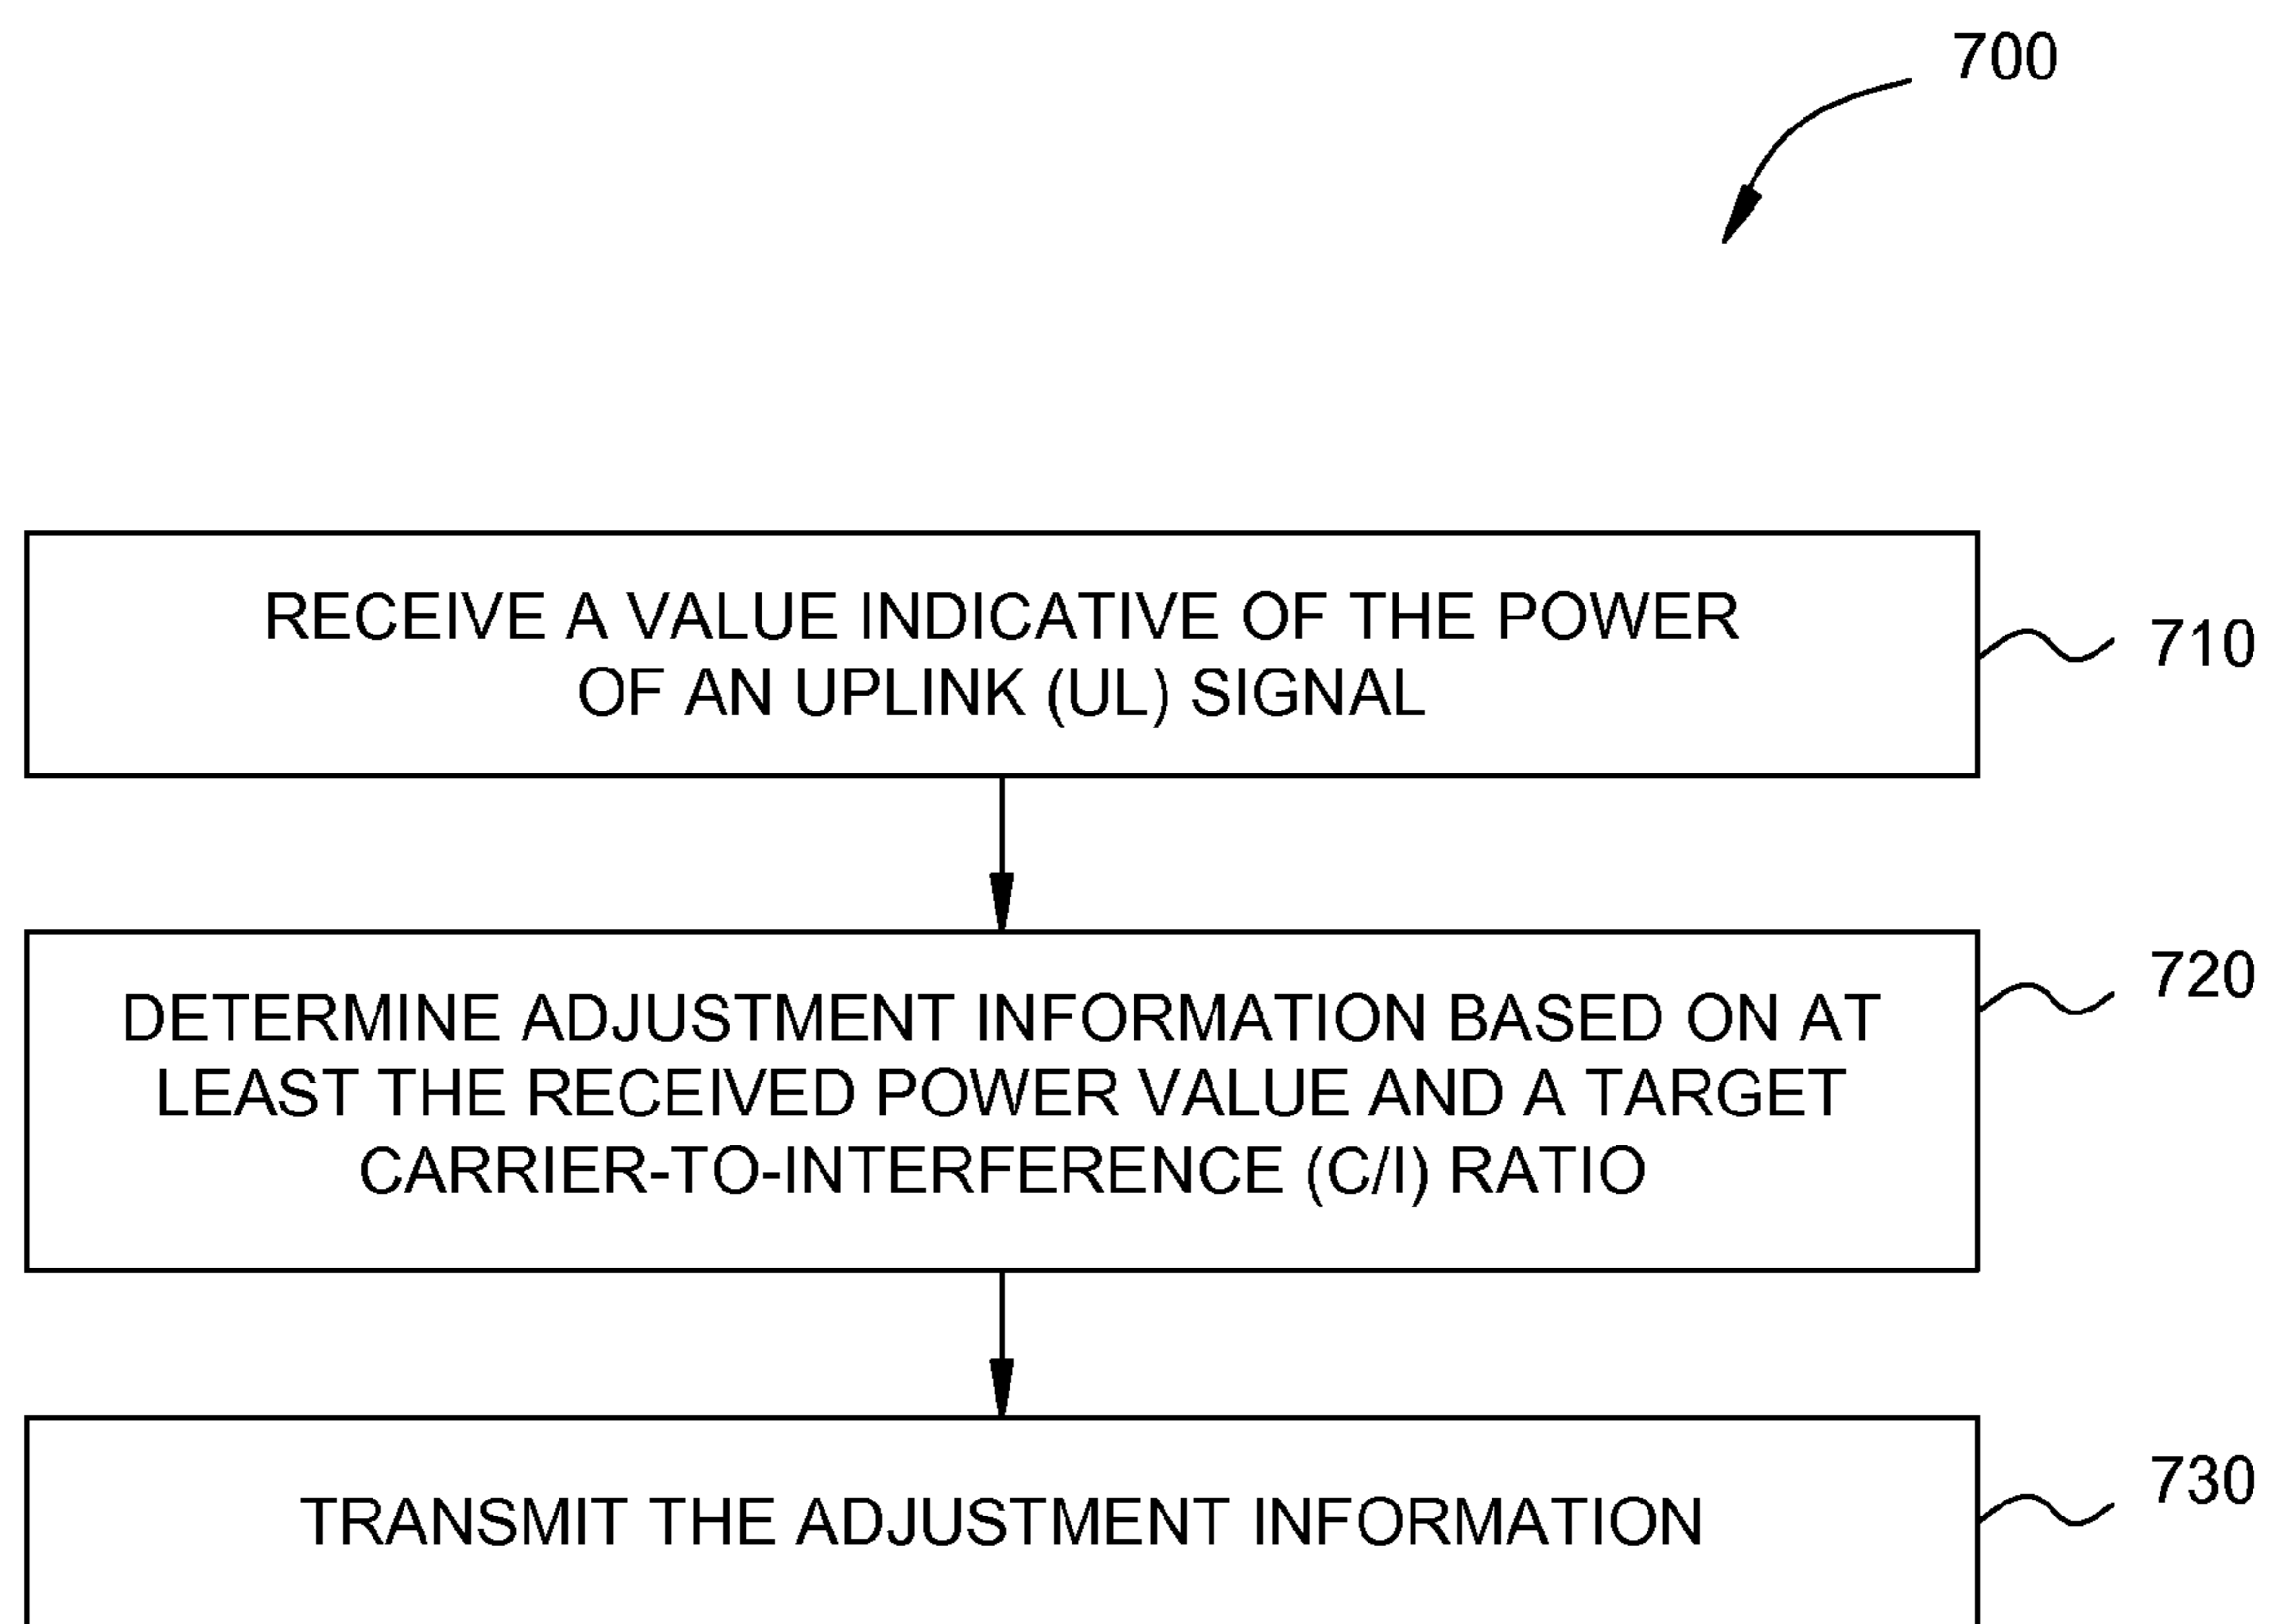 700
RECEIVE A VALUE INDICATIVE OF THE POWER
OF AN UPLINK (UL) SIGNAL
710
DETERMINE ADJUSTMENT INFORMATION BASED ON AT
LEAST THE RECEIVED POWER VALUE AND A TARGET
CARRIER-TO-INTERFERENCE (C/I) RATIO
720
TRANSMIT THE ADJUSTMENT INFORMATION
730